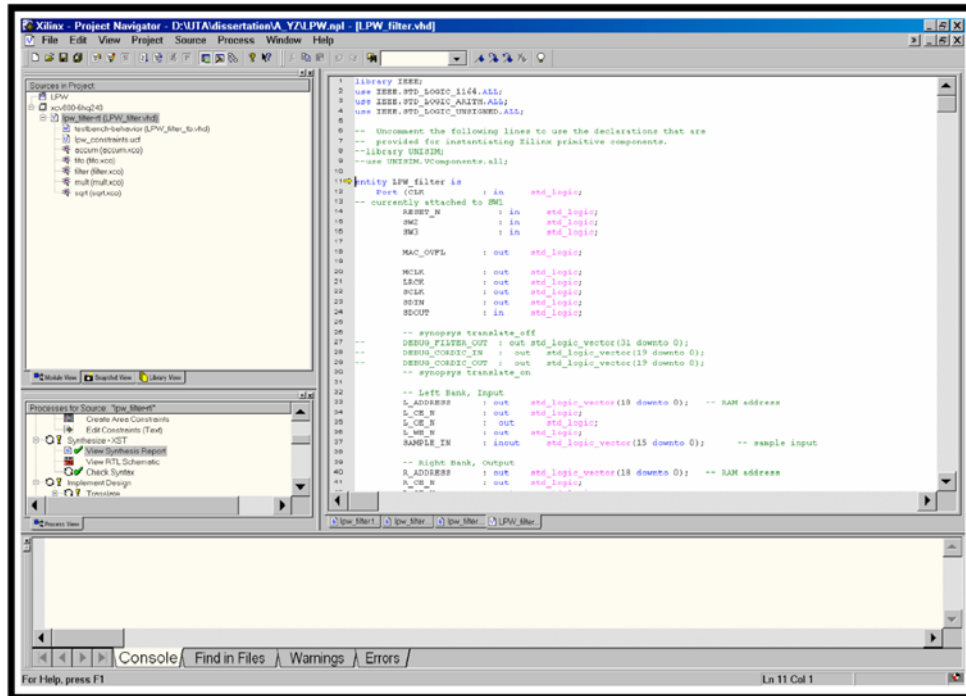 Xilinx - Project Navigator - D:\UTA\dissertation\A_YZ\LPW.npl - [LPW_filter.vhd]
File Edit View Project Source Process Window Help
Sources in Project:
LPW
xcv800-6hq240
lpw_filter-rtl (LPW_filter.vhd)
testbench-behavior (LPW_filter_tb.vhd)
lpw_constraints.ucf
accum (accum.xco)
fifo (fifo.xco)
filter (filter.xco)
mult (mult.xco)
sqrt (sqrt.xco)
Module View Snapshot View Library View
Processes for Source: "lpw_filter-rtl"
Create Area Constraints
Edit Constraints (Text)
Synthesize - XST
View Synthesis Report
View RTL Schematic
Check Syntax
Implement Design
Translate
Process View
1 library IEEE;
2 use IEEE.STD_LOGIC_1164.ALL;
3 use IEEE.STD_LOGIC_ARITH.ALL;
4 use IEEE.STD_LOGIC_UNSIGNED.ALL;
5
6 -- Uncomment the following lines to use the declarations that are
7 -- provided for instantiating Xilinx primitive components.
8 --library UNISIM;
9 --use UNISIM.VComponents.all;
10
11 entity LPW_filter is
12 Port (CLK : in std_logic;
13 -- currently attached to SW1
14 RESET_N : in std_logic;
15 SW2 : in std_logic;
16 SW3 : in std_logic;
17
18 MAC_OVFL : out std_logic;
19
20 MCLK : out std_logic;
21 LRCK : out std_logic;
22 SCLK : out std_logic;
23 SDIN : out std_logic;
24 SDOUT : in std_logic;
25
26 -- synopsys translate_off
27 -- DEBUG_FILTER_OUT : out std_logic_vector(31 downto 0);
28 -- DEBUG_CORDIC_IN : out std_logic_vector(19 downto 0);
29 -- DEBUG_CORDIC_OUT : out std_logic_vector(19 downto 0);
30 -- synopsys translate_on
31
32 -- Left Bank, Input
33 L_ADDRESS : out std_logic_vector(18 downto 0); -- RAM address
34 L_CE_N : out std_logic;
35 L_OE_N : out std_logic;
36 L_WE_N : out std_logic;
37 SAMPLE_IN : inout std_logic_vector(15 downto 0); -- sample input
38
39 -- Right Bank, Output
40 R_ADDRESS : out std_logic_vector(18 downto 0); -- RAM address
41 R_CE_N : out std_logic;
lpw_filter.t... lpw_filter... lpw_filter... LPW_filter...
Console Find in Files Warnings Errors
For Help, press F1 Ln 11 Col 1